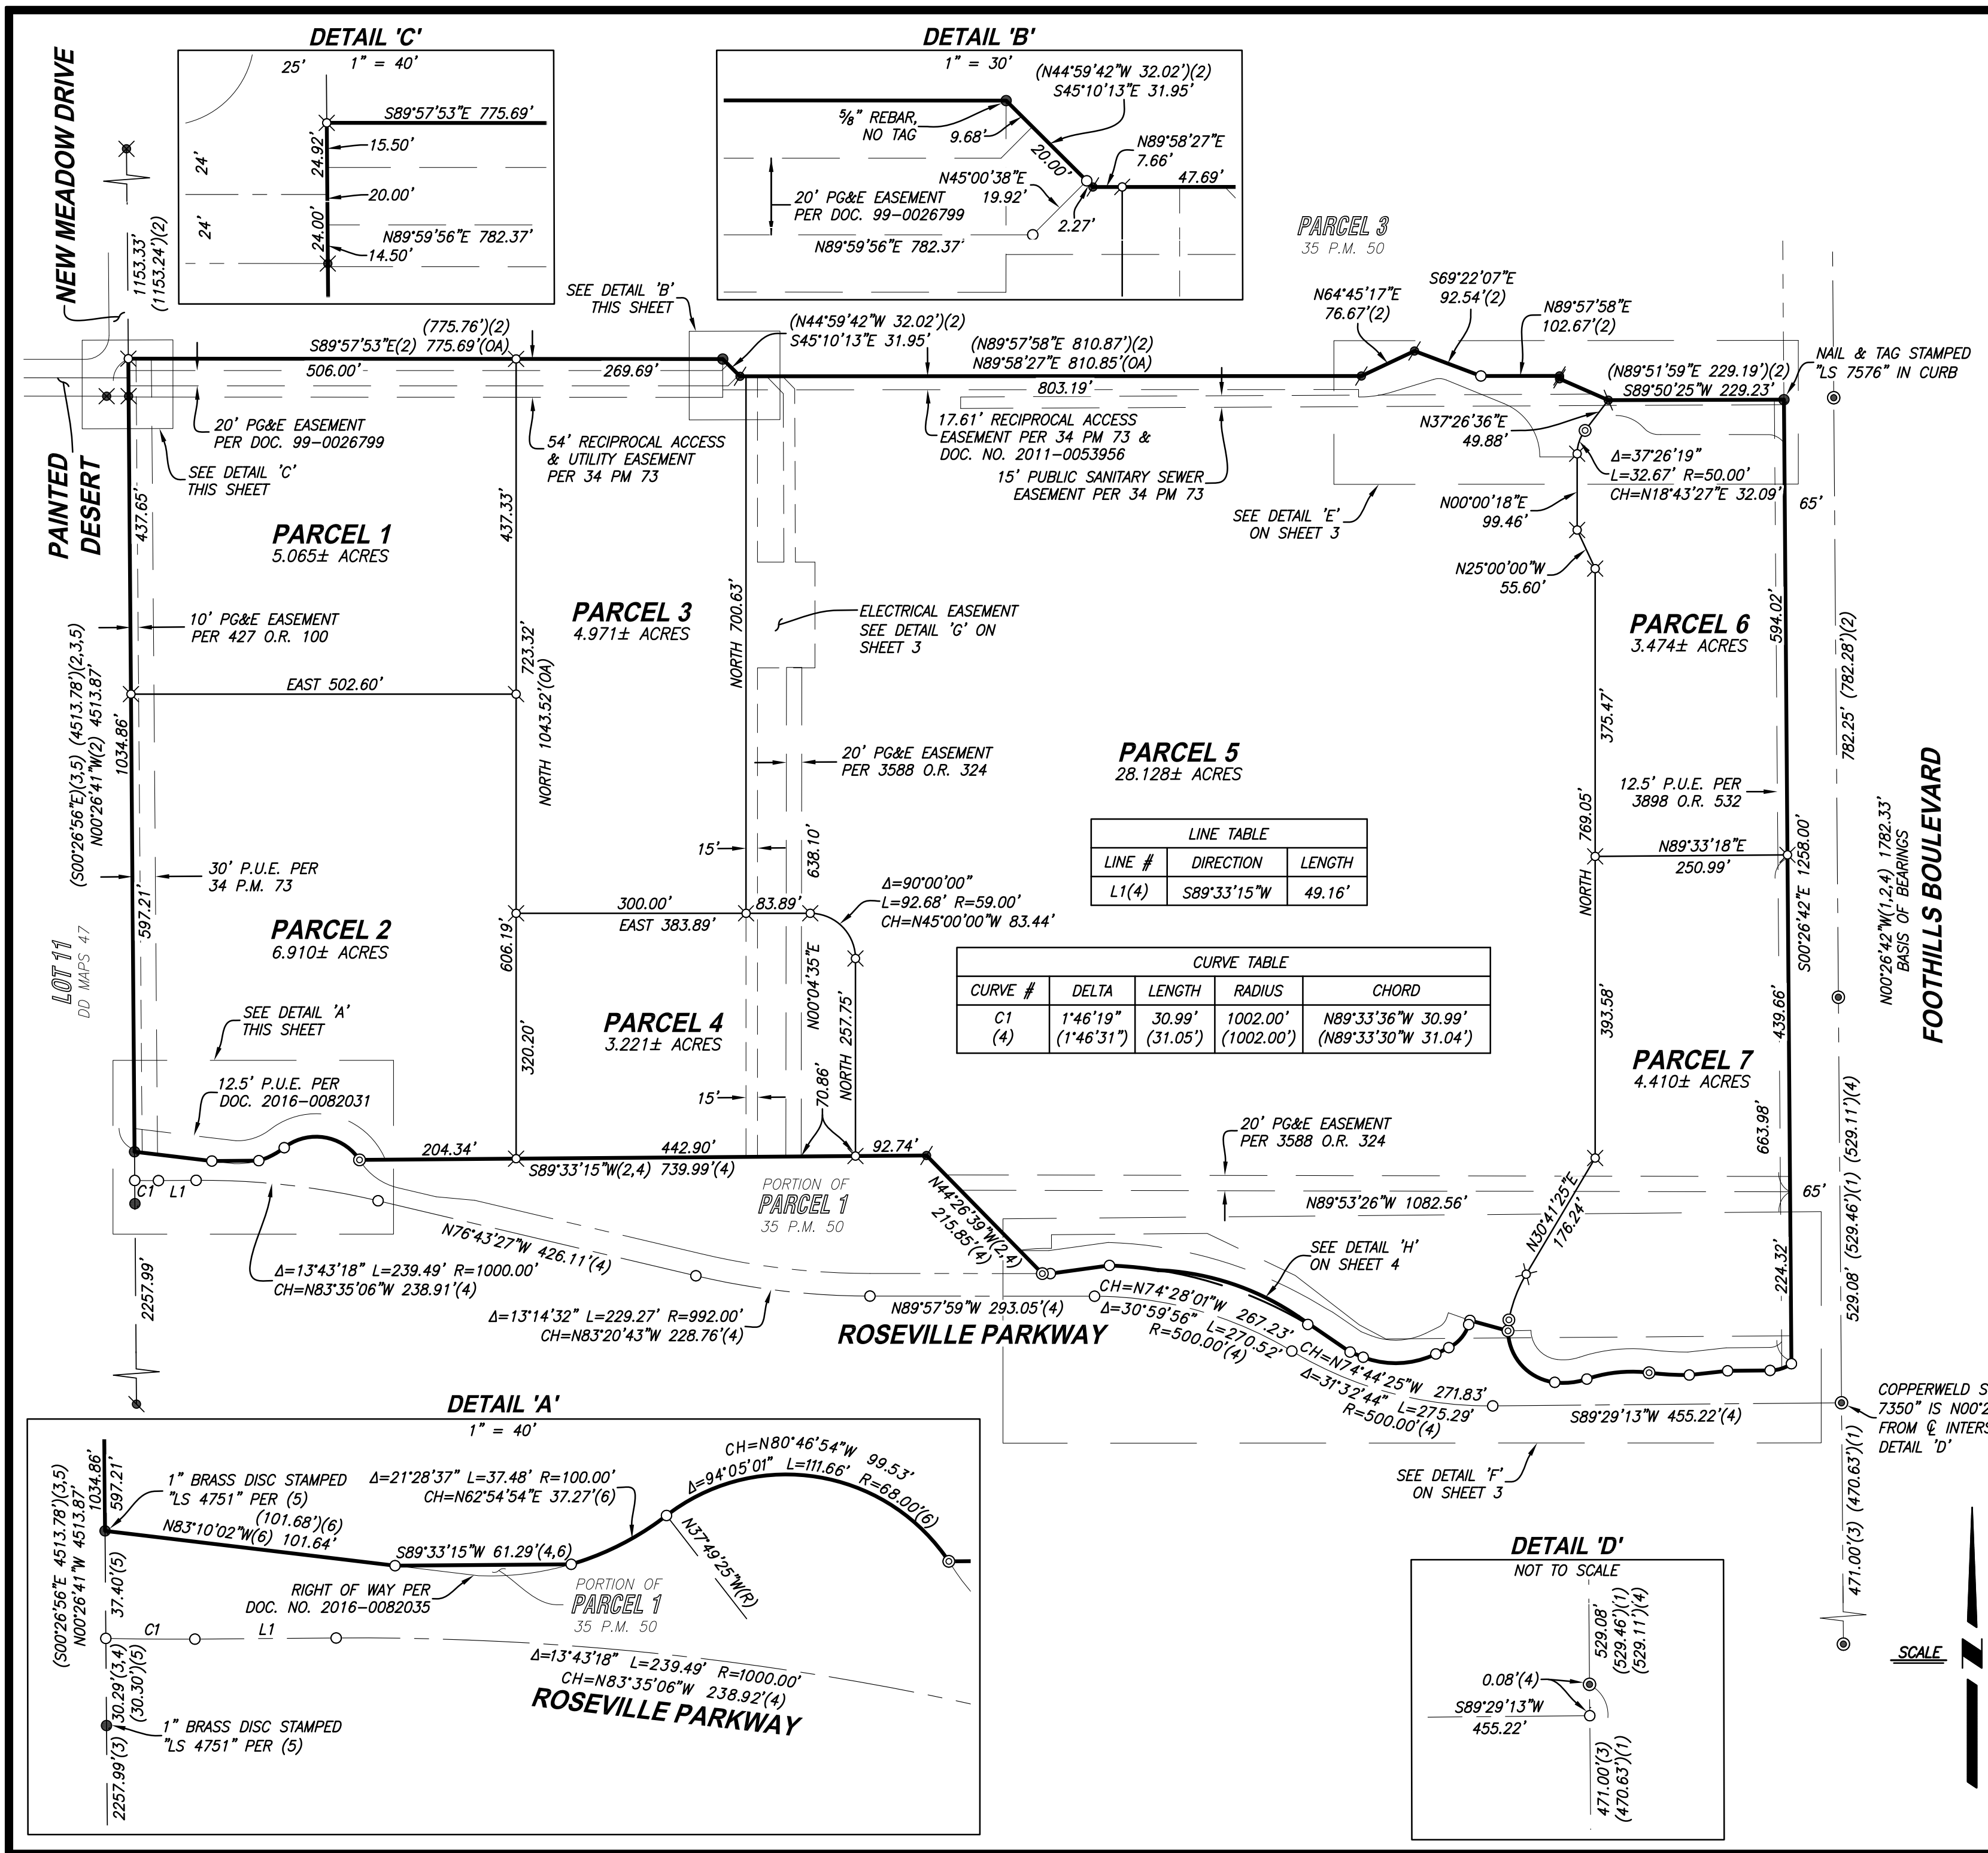 DETAIL 'C'
1" = 40'
25'
S89°57'53"E 775.69'
24.92'
15.50'
24'
20.00'
24'
24.00'
N89°59'56"E 782.37'
14.50'
DETAIL 'B'
1" = 30'
(N44°59'42"W 32.02')(2)
S45°10'13"E 31.95'
⅝" REBAR,
NO TAG
9.68'
20.00'
N89°58'27"E
7.66'
47.69'
N45°00'38"E
19.92'
2.27'
20' PG&E EASEMENT
PER DOC. 99-0026799
N89°59'56"E 782.37'
NEW MEADOW DRIVE
1153.33'
(1153.24')(2)
PAINTED
DESERT
SEE DETAIL 'B'
THIS SHEET
(775.76')(2)
S89°57'53"E(2) 775.69'(OA)
506.00'
269.69'
(N44°59'42"W 32.02')(2)
S45°10'13"E 31.95'
(N89°57'58"E 810.87')(2)
N89°58'27"E 810.85'(OA)
803.19'
PARCEL 3
35 P.M. 50
N64°45'17"E
76.67'(2)
S69°22'07"E
92.54'(2)
N89°57'58"E
102.67'(2)
(N89°51'59"E 229.19')(2)
S89°50'25"W 229.23'
NAIL & TAG STAMPED
"LS 7576" IN CURB
20' PG&E EASEMENT
PER DOC. 99-0026799
SEE DETAIL 'C'
THIS SHEET
54' RECIPROCAL ACCESS
& UTILITY EASEMENT
PER 34 PM 73
17.61' RECIPROCAL ACCESS
EASEMENT PER 34 PM 73 &
DOC. NO. 2011-0053956
15' PUBLIC SANITARY SEWER
EASEMENT PER 34 PM 73
SEE DETAIL 'E'
ON SHEET 3
N37°26'36"E
49.88'
Δ=37°26'19"
L=32.67' R=50.00'
CH=N18°43'27"E 32.09'
N00°00'18"E
99.46'
N25°00'00"W
55.60'
65'
437.65'
437.33'
PARCEL 1
5.065± ACRES
10' PG&E EASEMENT
PER 427 O.R. 100
PARCEL 3
4.971± ACRES
NORTH 700.63'
ELECTRICAL EASEMENT
SEE DETAIL 'G' ON
SHEET 3
PARCEL 6
3.474± ACRES
594.02'
782.25' (782.28')(2)
(S00°26'56"E)(3,5) (4513.78')(2,3,5)
N00°26'41"W(2) 4513.87'
1034.86'
EAST 502.60'
723.32'
NORTH 1043.52'(OA)
375.47'
20' PG&E EASEMENT
PER 3588 O.R. 324
PARCEL 5
28.128± ACRES
12.5' P.U.E. PER
3898 O.R. 532
S00°26'42"E 1258.00'
N00°26'42"W(1,2,4) 1782.33'
BASIS OF BEARINGS
FOOTHILLS BOULEVARD
LINE TABLE
LINE # DIRECTION LENGTH
L1(4) S89°33'15"W 49.16'
NORTH 769.05'
N89°33'18"E
250.99'
15'
638.10'
30' P.U.E. PER
34 P.M. 73
597.21'
LOT 11
DD MAPS 47
PARCEL 2
6.910± ACRES
606.19'
300.00'
83.89'
EAST 383.89'
Δ=90°00'00"
L=92.68' R=59.00'
CH=N45°00'00"W 83.44'
N00°04'35"E
CURVE TABLE
CURVE # DELTA LENGTH RADIUS CHORD
C1 1°46'19" 30.99' 1002.00' N89°33'36"W 30.99'
(4) (1°46'31") (31.05') (1002.00') (N89°33'30"W 31.04')
393.58'
439.66'
SEE DETAIL 'A'
THIS SHEET
PARCEL 4
3.221± ACRES
320.20'
NORTH 257.75'
70.86'
15'
PARCEL 7
4.410± ACRES
12.5' P.U.E. PER
DOC. 2016-0082031
20' PG&E EASEMENT
PER 3588 O.R. 324
663.98'
529.08' (529.46')(1) (529.11')(4)
204.34'
442.90'
92.74'
S89°33'15"W(2,4) 739.99'(4)
C1
L1
PORTION OF
PARCEL 1
35 P.M. 50
N44°26'39"W(2,4)
215.85'(4)
N89°53'26"W 1082.56'
65'
N30°41'25"E
176.24'
224.32'
SEE DETAIL 'H'
ON SHEET 4
2257.99'
N76°43'27"W 426.11'(4)
Δ=13°43'18" L=239.49' R=1000.00'
CH=N83°35'06"W 238.91'(4)
Δ=13°14'32" L=229.27' R=992.00'
CH=N83°20'43"W 228.76'(4)
N89°57'59"W 293.05'(4)
ROSEVILLE PARKWAY
CH=N74°28'01"W 267.23'
Δ=30°59'56" L=270.52'
R=500.00'(4)
CH=N74°44'25"W 271.83'
Δ=31°32'44" L=275.29'
R=500.00'(4)
S89°29'13"W 455.22'(4)
COPPERWELD S
7350" IS N00°2
FROM ℄ INTERS
DETAIL 'D'
SEE DETAIL 'F'
ON SHEET 3
471.00'(3) (470.63')(1)
SCALE
DETAIL 'A'
1" = 40'
(S00°26'56"E 4513.78')(3,5)
N00°26'41"W 4513.87'
1034.86'
597.21'
1" BRASS DISC STAMPED
"LS 4751" PER (5)
(101.68')(6)
N83°10'02"W(6) 101.64'
Δ=21°28'37" L=37.48' R=100.00'
CH=N62°54'54"E 37.27'(6)
CH=N80°46'54"W 99.53'
Δ=94°05'01" L=111.66' R=68.00'(6)
S89°33'15"W 61.29'(4,6)
N37°49'25"W(R)
37.40'(5)
RIGHT OF WAY PER
DOC. NO. 2016-0082035
PORTION OF
PARCEL 1
35 P.M. 50
C1
L1
Δ=13°43'18" L=239.49' R=1000.00'
CH=N83°35'06"W 238.92'(4)
ROSEVILLE PARKWAY
30.29'(3,4)
(30.30')(5)
1" BRASS DISC STAMPED
"LS 4751" PER (5)
2257.99'(3)
DETAIL 'D'
NOT TO SCALE
529.08'
(529.46')(1)
(529.11')(4)
0.08'(4)
S89°29'13"W
455.22'
471.00'(3)
(470.63')(1)